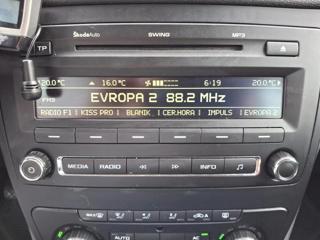 ŠkodaAuto SWING MP3
TP
20.0°C 16.0°C 6:19 20.0°C
EVROPA 2 88.2 MHz
RADIO F1 KISS PRO BLANIK CER.HORA IMPULS EVROPA 2
MEDIA RADIO INFO
AUTO AC